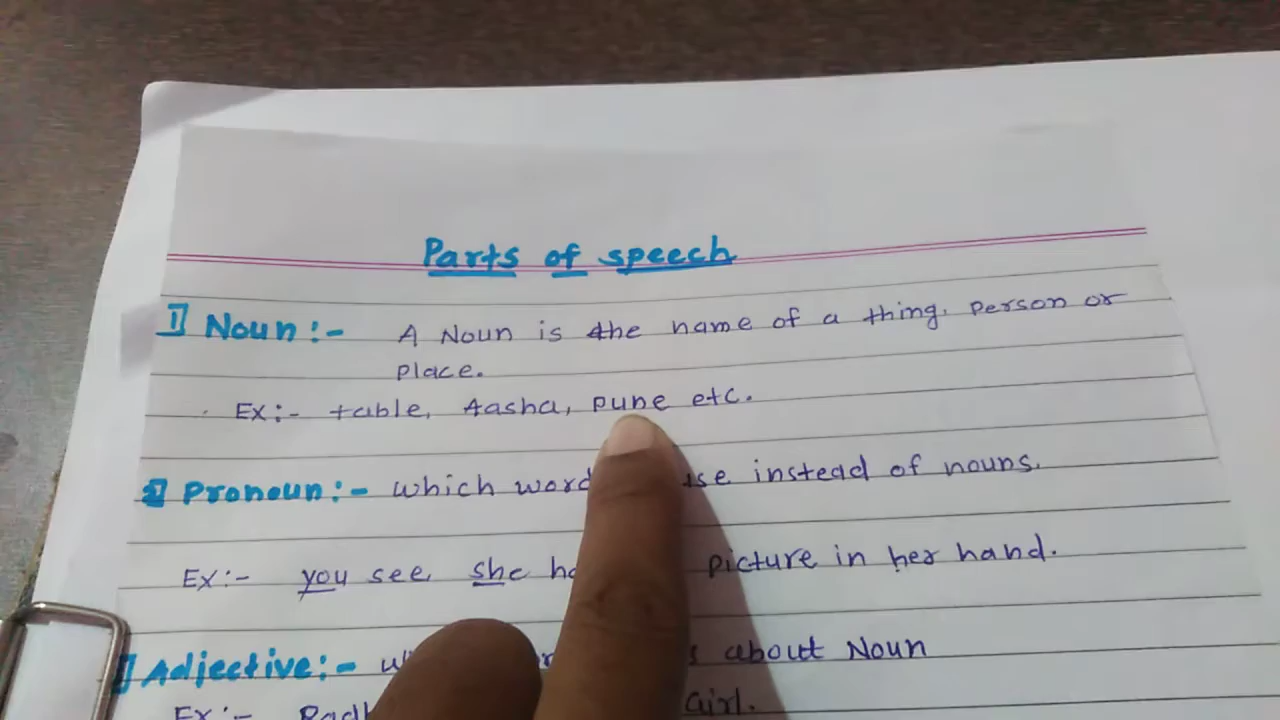 Parts of speech
1] Noun :- A Noun is the name of a thing, person or
place.
Ex :- table, Aasha, pune etc.
2] Pronoun :- which word use instead of nouns.
Ex :- you see, she picture in her hand.
Adjective :- about Noun
Ex :- Girl.